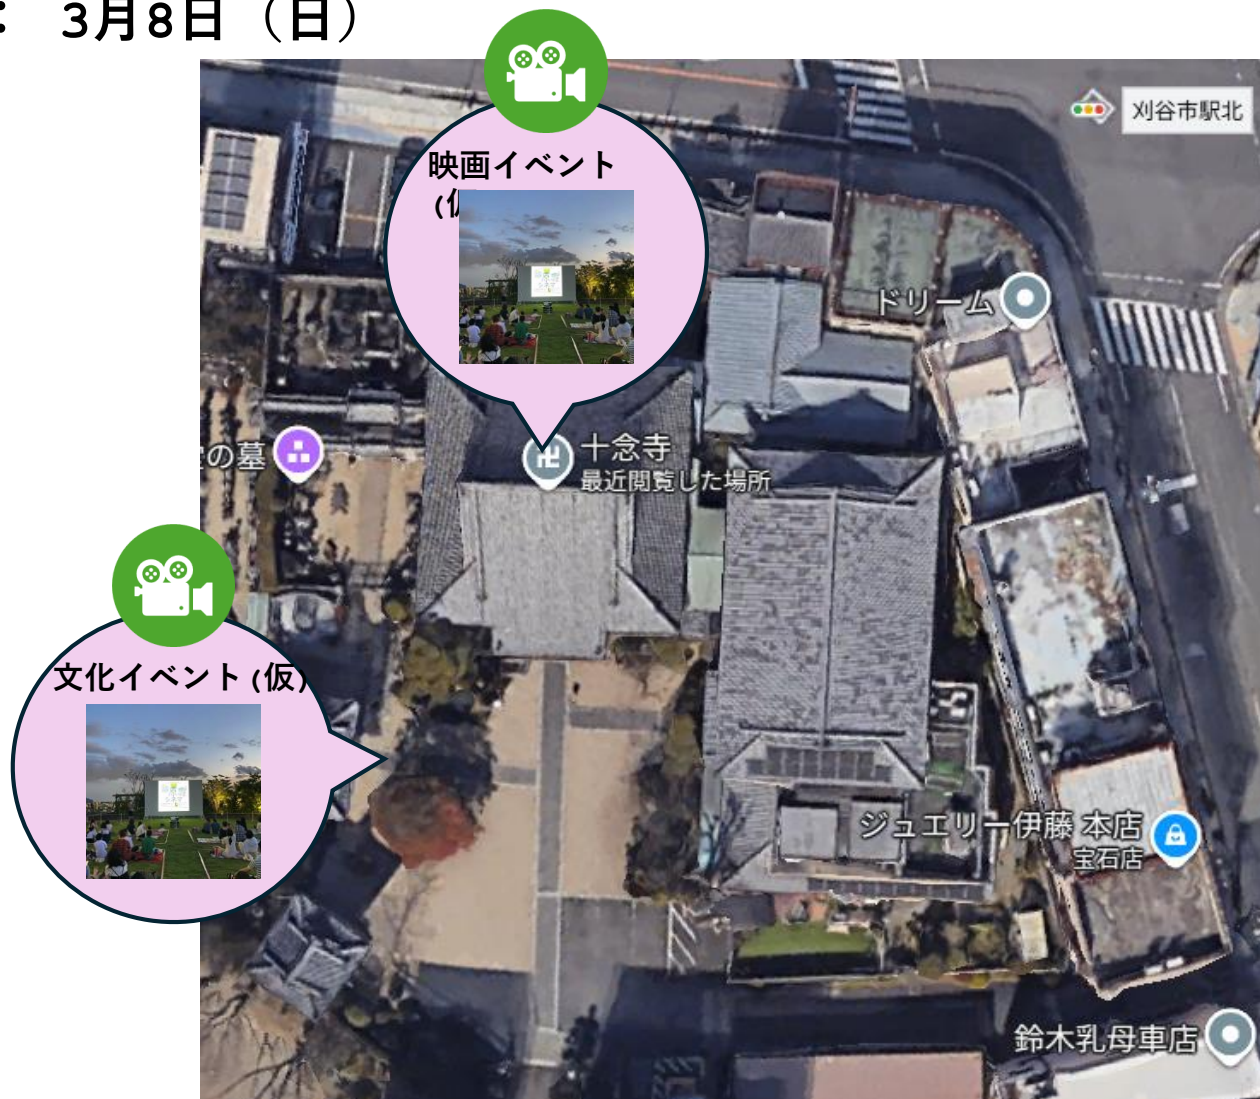 ： 3月8日（日）
映画イベント
(仮
刈谷市駅北
ドリーム
の墓
十念寺
最近閲覧した場所
文化イベント(仮)
ジュエリー伊藤 本店
宝石店
鈴木乳母車店